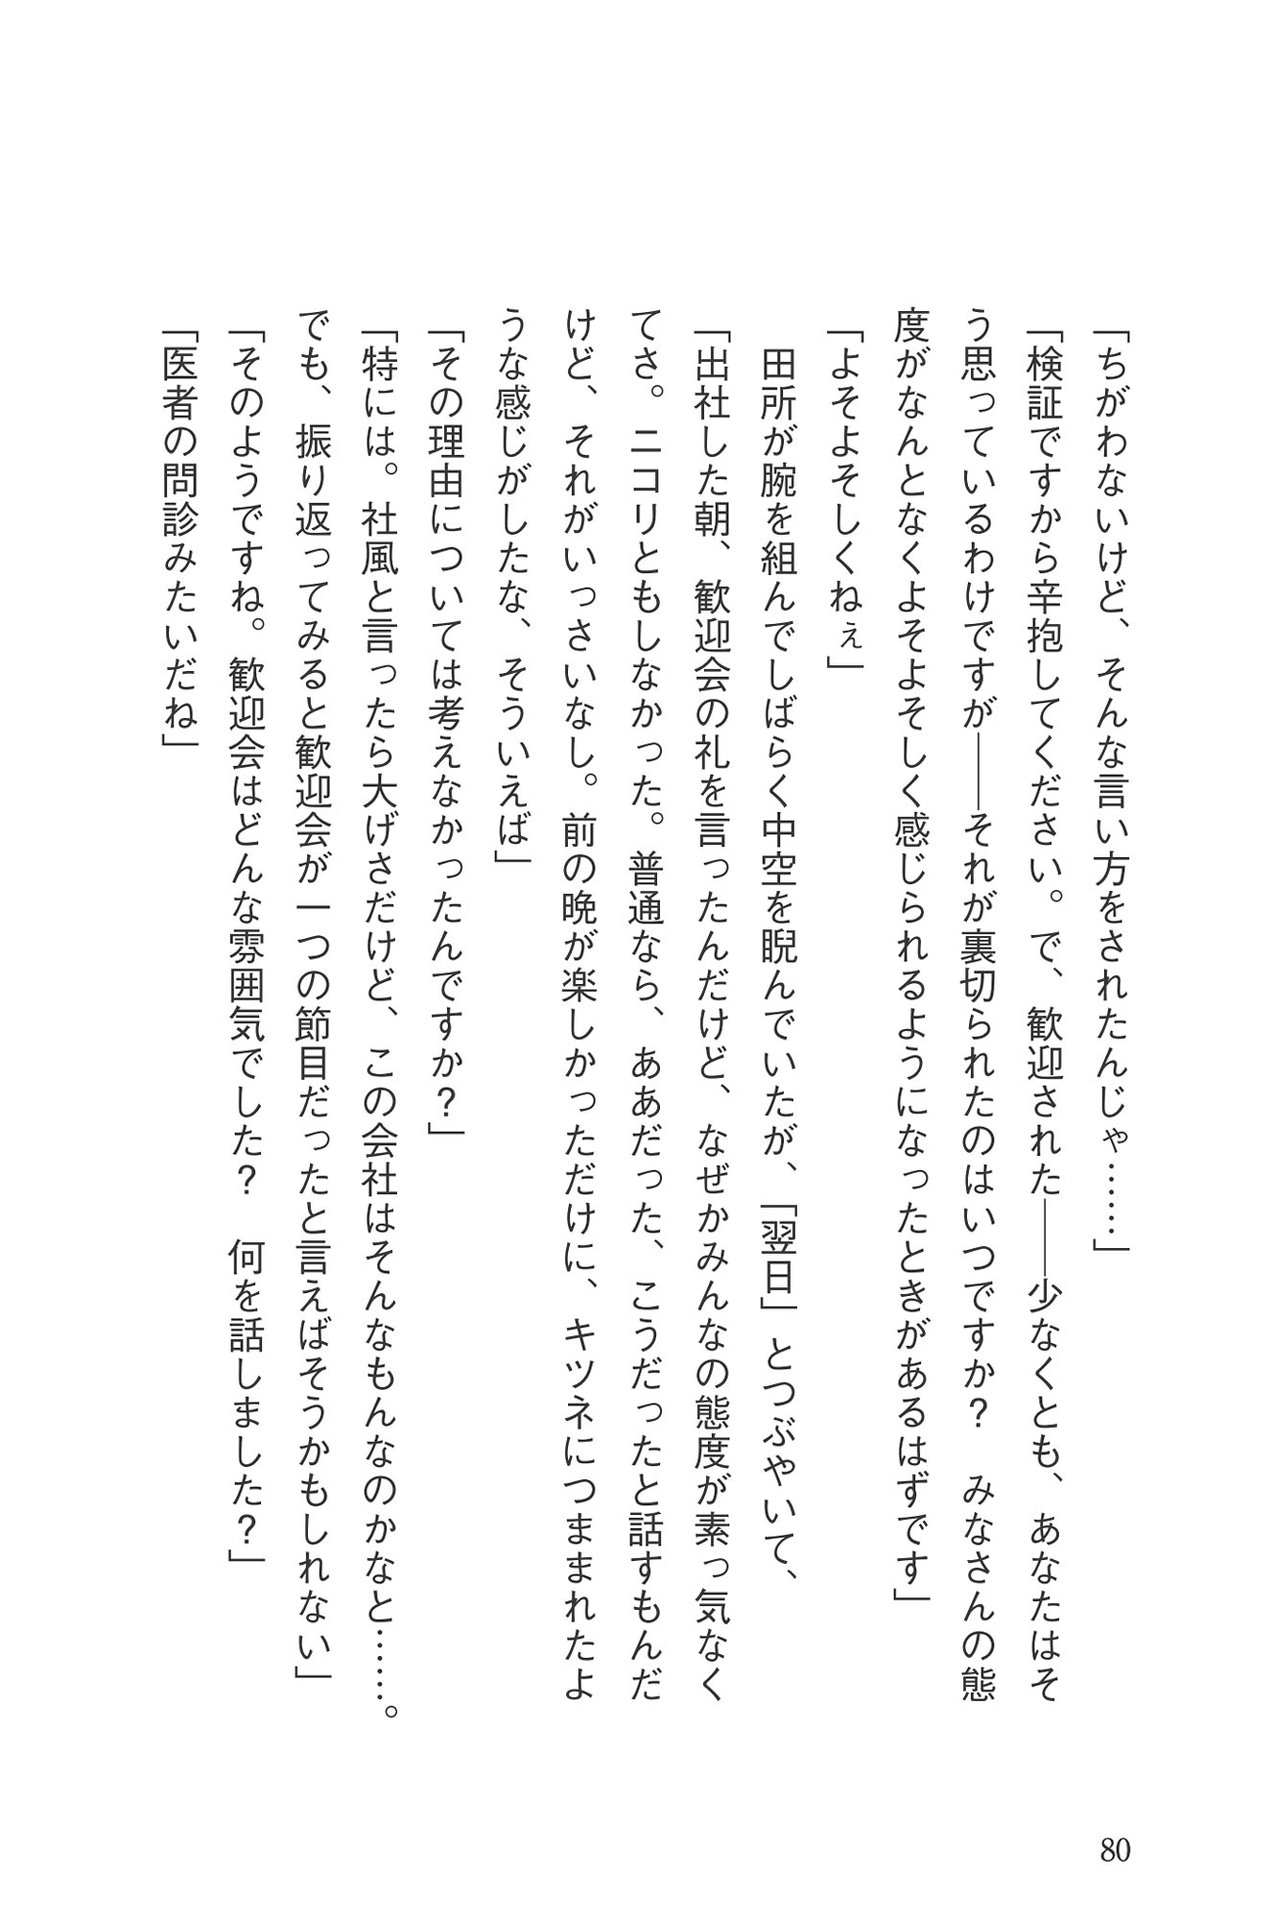 「ちがわないけど、そんな言い方をされたんじゃ……」
「検証ですから辛抱してください。で、歓迎された――少なくとも、あなたはそ
う思っているわけですが――それが裏切られたのはいつですか？　みなさんの態
度がなんとなくよそよそしく感じられるようになったときがあるはずです」
「よそよそしくねぇ」
　田所が腕を組んでしばらく中空を睨んでいたが、「翌日」とつぶやいて、
「出社した朝、歓迎会の礼を言ったんだけど、なぜかみんなの態度が素っ気なく
てさ。ニコリともしなかった。普通なら、ああだった、こうだったと話すもんだ
けど、それがいっさいなし。前の晩が楽しかっただけに、キツネにつままれたよ
うな感じがしたな、そういえば」
「その理由については考えなかったんですか？」
「特には。社風と言ったら大げさだけど、この会社はそんなもんなのかなと……。
でも、振り返ってみると歓迎会が一つの節目だったと言えばそうかもしれない」
「そのようですね。歓迎会はどんな雰囲気でした？　何を話しました？」
「医者の問診みたいだね」
80